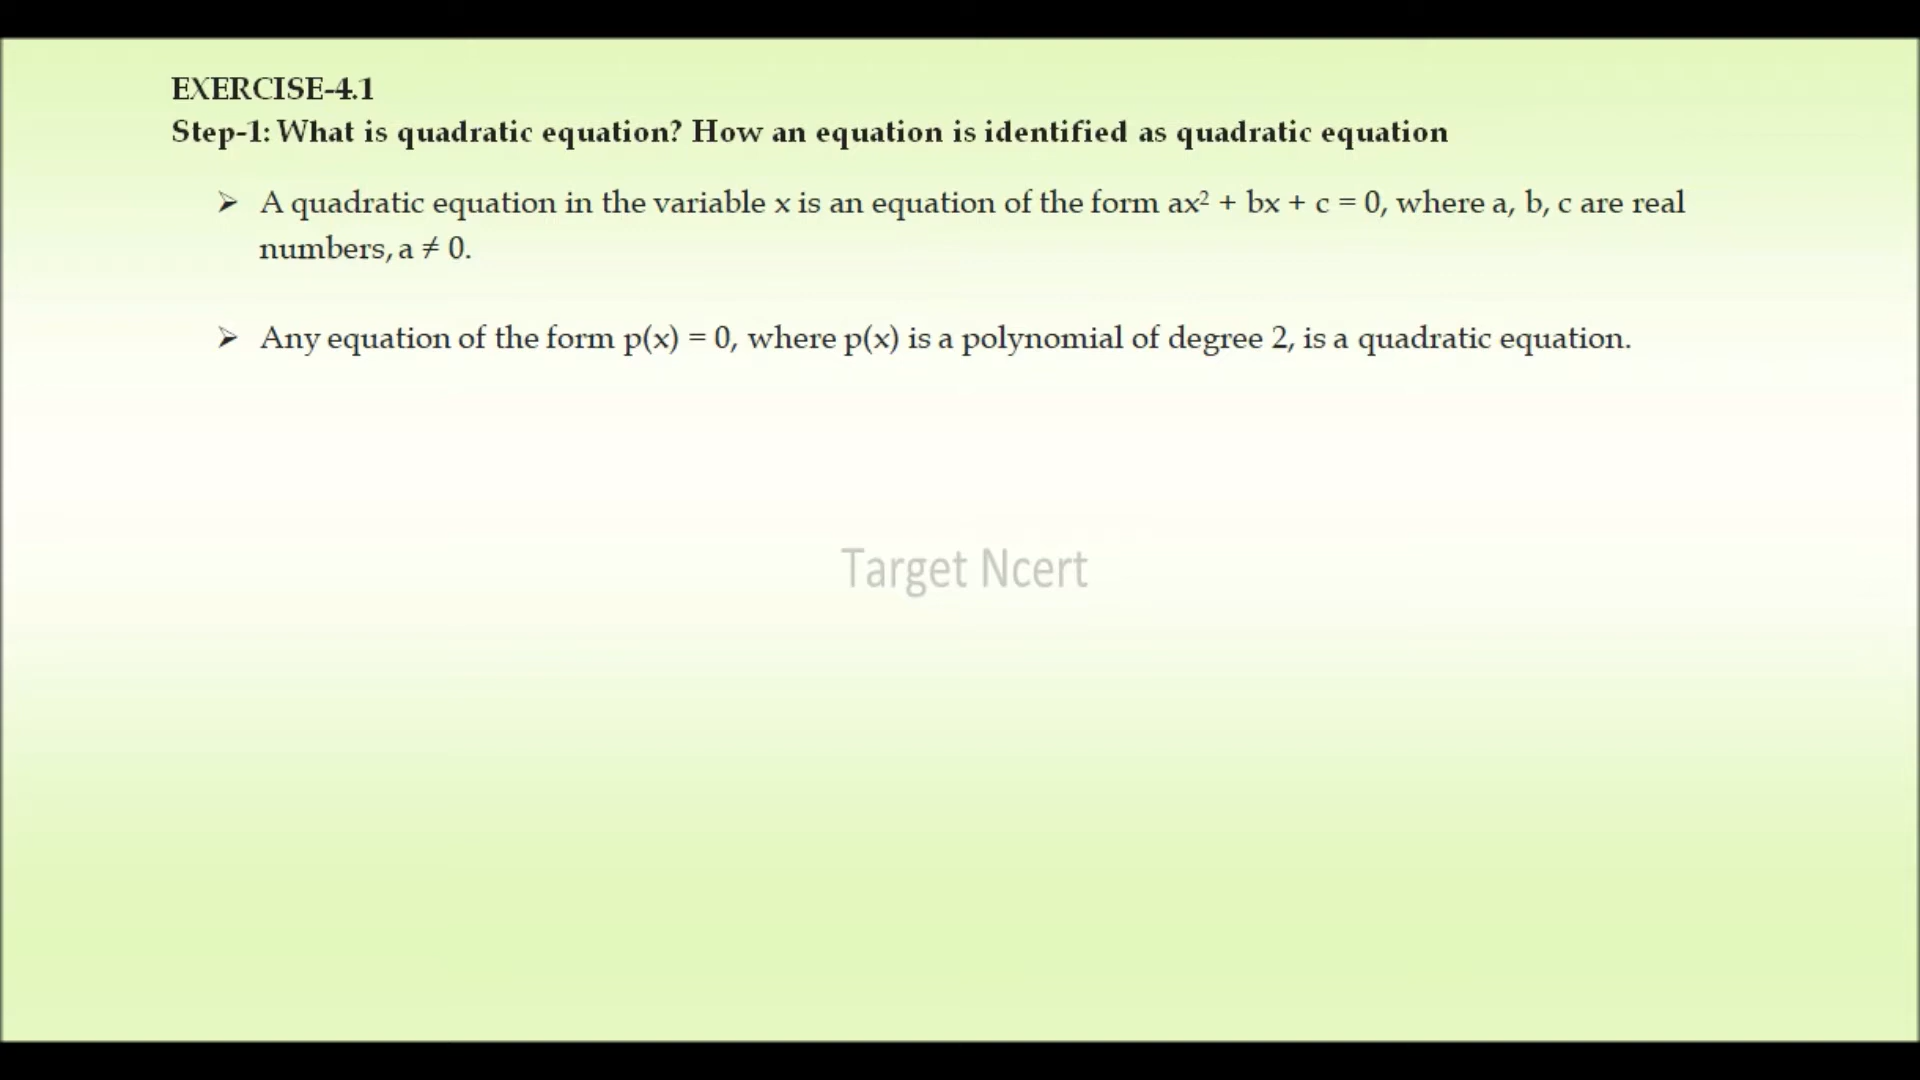 EXERCISE-4.1
Step-1: What is quadratic equation? How an equation is identified as quadratic equation
➢ A quadratic equation in the variable x is an equation of the form ax² + bx + c = 0, where a, b, c are real
numbers, a ≠ 0.
➢ Any equation of the form p(x) = 0, where p(x) is a polynomial of degree 2, is a quadratic equation.
Target Ncert